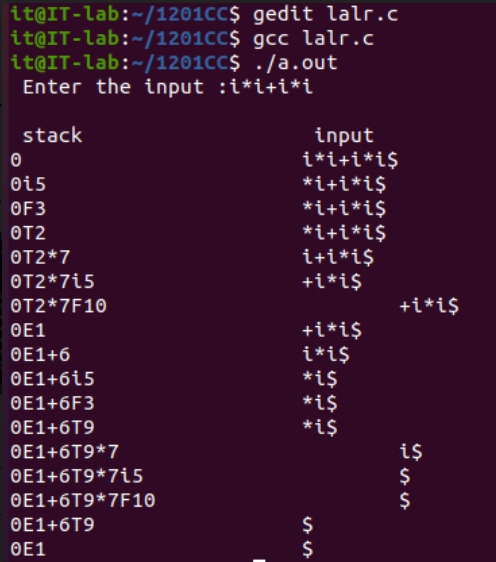 it@IT-lab:~/1201CC$ gedit lalr.c
it@IT-lab:~/1201CC$ gcc lalr.c
it@IT-lab:~/1201CC$ ./a.out
Enter the input :i*i+i*i
stack input
0 i*i+i*i$
0i5 *i+i*i$
0F3 *i+i*i$
0T2 *i+i*i$
0T2*7 i+i*i$
0T2*7i5 +i*i$
0T2*7F10 +i*i$
0E1 +i*i$
0E1+6 i*i$
0E1+6i5 *i$
0E1+6F3 *i$
0E1+6T9 *i$
0E1+6T9*7 i$
0E1+6T9*7i5 $
0E1+6T9*7F10 $
0E1+6T9 $
0E1 $